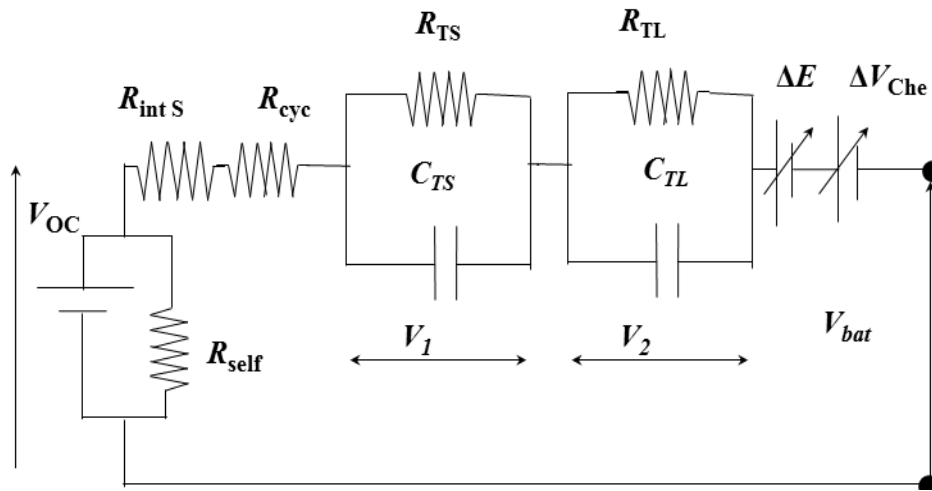 R_TS
R_TL
ΔE
ΔV_Che
R_int S
R_cyc
C_TS
C_TL
V_OC
R_self
V_1
V_2
V_bat